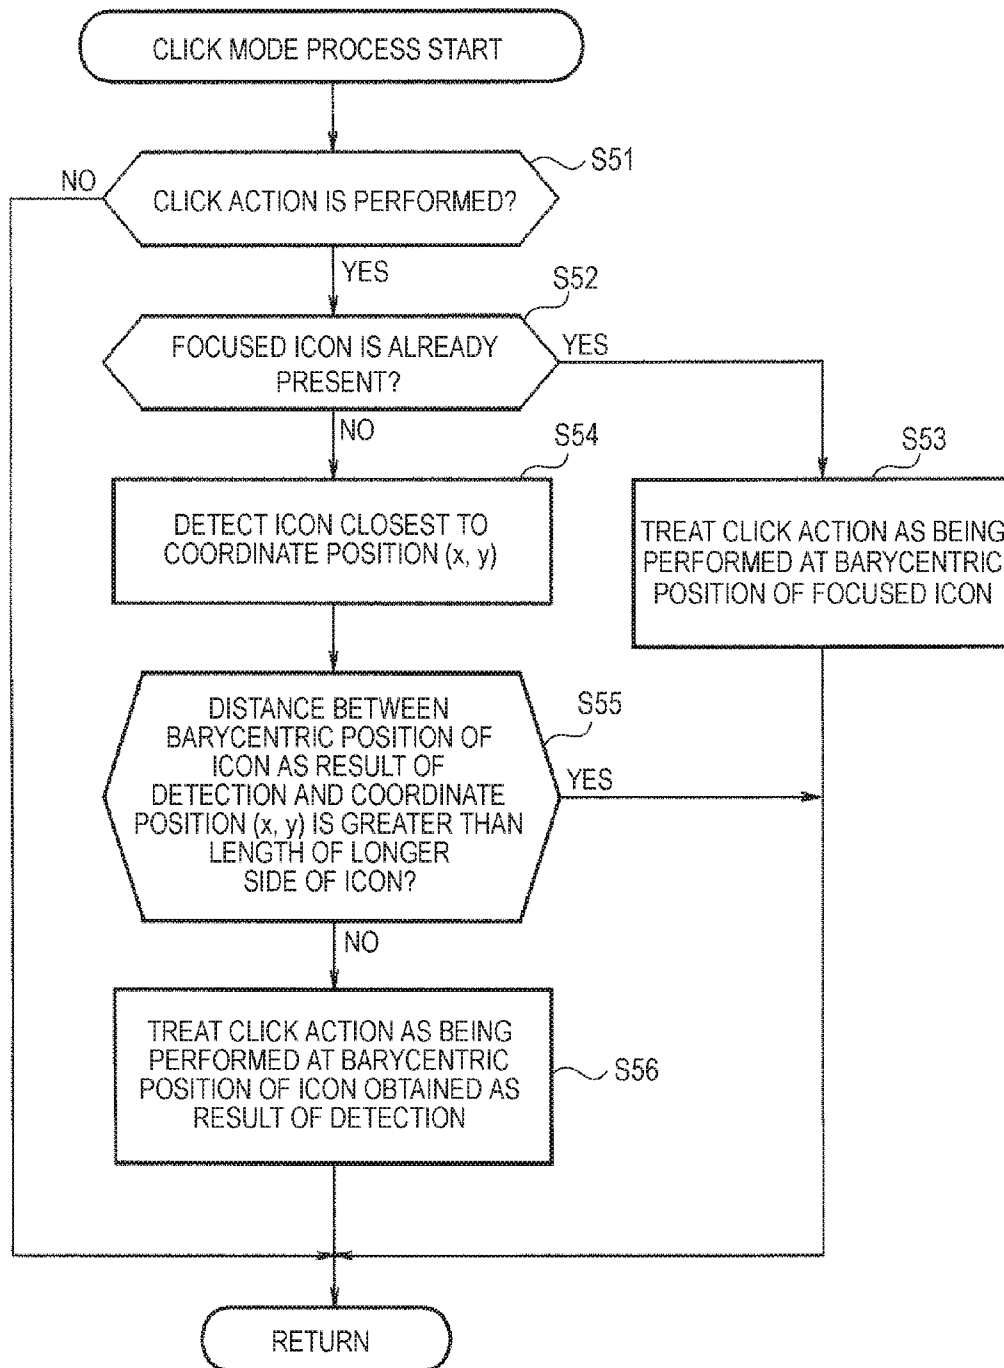 CLICK MODE PROCESS START
S51
NO
CLICK ACTION IS PERFORMED?
YES
S52
FOCUSED ICON IS ALREADY
PRESENT?
YES
NO
S54
S53
DETECT ICON CLOSEST TO
COORDINATE POSITION (x, y)
TREAT CLICK ACTION AS BEING
PERFORMED AT BARYCENTRIC
POSITION OF FOCUSED ICON
DISTANCE BETWEEN
BARYCENTRIC POSITION OF
ICON AS RESULT OF
DETECTION AND COORDINATE
POSITION (x, y) IS GREATER THAN
LENGTH OF LONGER
SIDE OF ICON?
S55
YES
NO
TREAT CLICK ACTION AS BEING
PERFORMED AT BARYCENTRIC
POSITION OF ICON OBTAINED AS
RESULT OF DETECTION
S56
RETURN